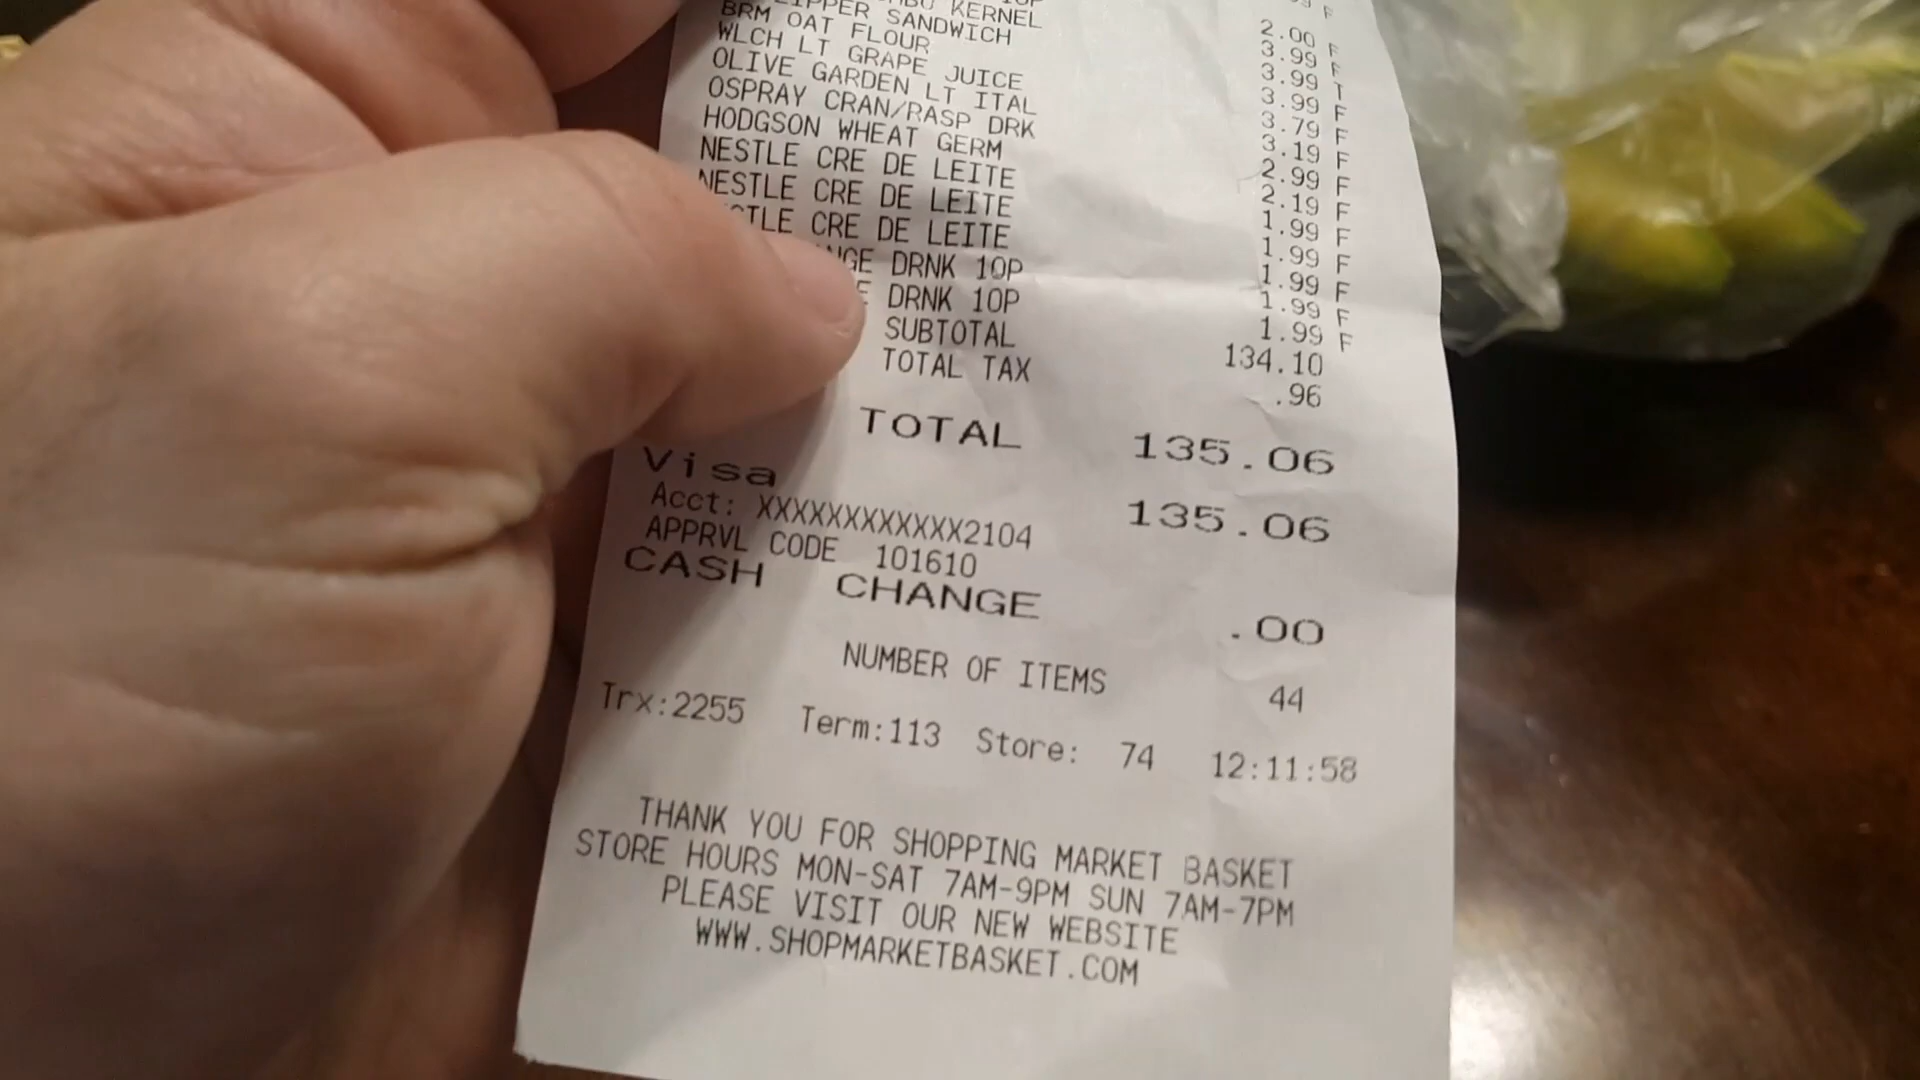 10P 2.00 F
KERNEL 3.99 F
SANDWICH 3.99 T
BRM OAT FLOUR 3.99 F
WLCH LT GRAPE JUICE 3.79 F
OLIVE GARDEN LT ITAL 3.19 F
OSPRAY CRAN/RASP DRK 2.99 F
HODGSON WHEAT GERM 2.19 F
NESTLE CRE DE LEITE 1.99 F
NESTLE CRE DE LEITE 1.99 F
CRE DE LEITE 1.99 F
DRNK 10P 1.99 F
DRNK 10P 1.99 F
SUBTOTAL 134.10
TOTAL TAX .96
TOTAL 135.06
Visa 135.06
Acct: XXXXXXXXXXXX2104
APPRVL CODE 101610
CASH CHANGE .00
NUMBER OF ITEMS 44
Trx:2255 Term:113 Store: 74 12:11:58
THANK YOU FOR SHOPPING MARKET BASKET
STORE HOURS MON-SAT 7AM-9PM SUN 7AM-7PM
PLEASE VISIT OUR NEW WEBSITE
WWW.SHOPMARKETBASKET.COM